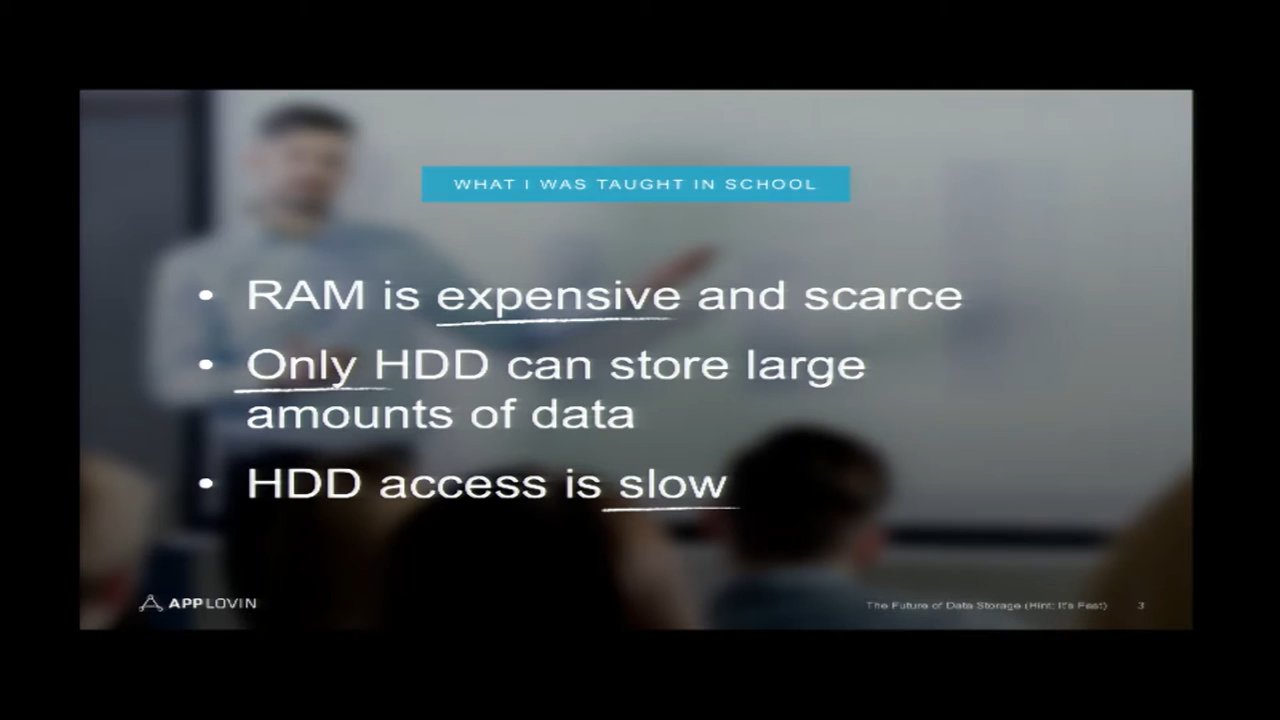 WHAT I WAS TAUGHT IN SCHOOL
• RAM is expensive and scarce
• Only HDD can store large
amounts of data
• HDD access is slow
APPLOVIN
The Future of Data Storage (Hint: It's Fast) 3